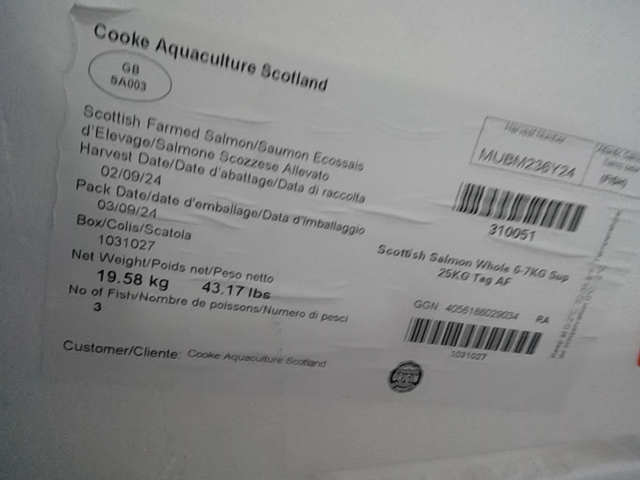 Cooke Aquaculture Scotland
GB
SA003
Scottish Farmed Salmon/Saumon Ecossais
d'Elevage/Salmone Scozzese Allevato
Harvest Date/Date d'abattage/Data di raccolta
02/09/24
Pack Date/date d'emballage/Data d'imballaggio
03/09/24
Box/Colis/Scatola
1031027
Net Weight/Poids net/Peso netto
19.58 kg 43.17 lbs
No of Fish/Nombre de poissons/Numero di pesci
3
Customer/Cliente: Cooke Aquaculture Scotland
Harvest Number
MUBM236Y24
(Fish)
310051
Scottish Salmon Whole 6-7KG Sup
25KG Tag AF
GGN: 4056186029034 RA
1031027